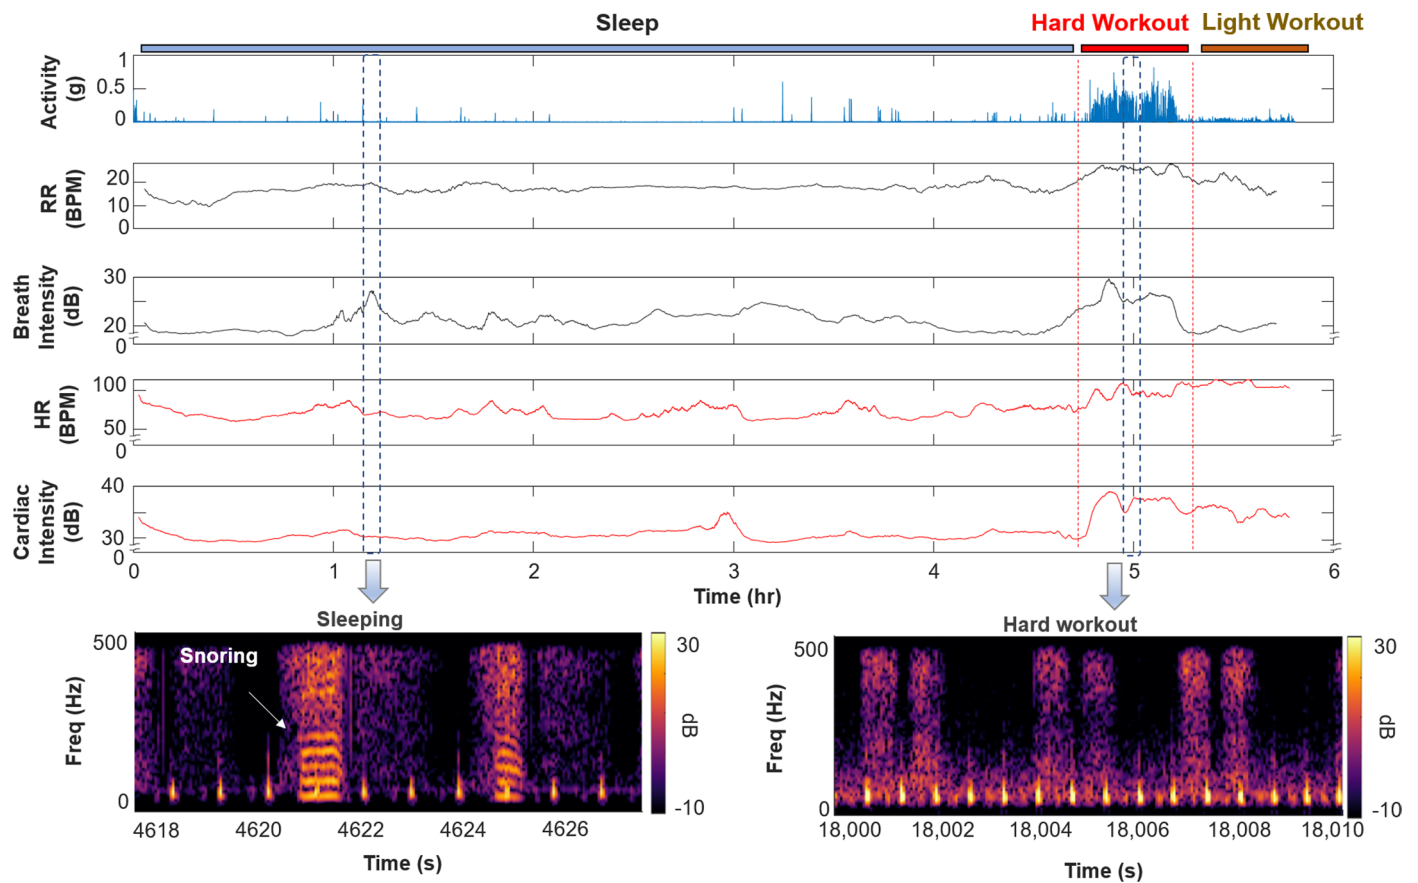 Sleep
Hard Workout
Light Workout
Activity
(g)
1
0.5
0
RR
(BPM)
20
10
0
Breath
Intensity
(dB)
30
20
0
HR
(BPM)
100
50
0
Cardiac
Intensity
(dB)
40
30
0
0 1 2 3 4 5 6
Time (hr)
Sleeping
Freq (Hz)
500
0
Snoring
30
dB
-10
4618 4620 4622 4624 4626
Time (s)
Hard workout
Freq (Hz)
500
0
30
dB
-10
18,000 18,002 18,004 18,006 18,008 18,010
Time (s)